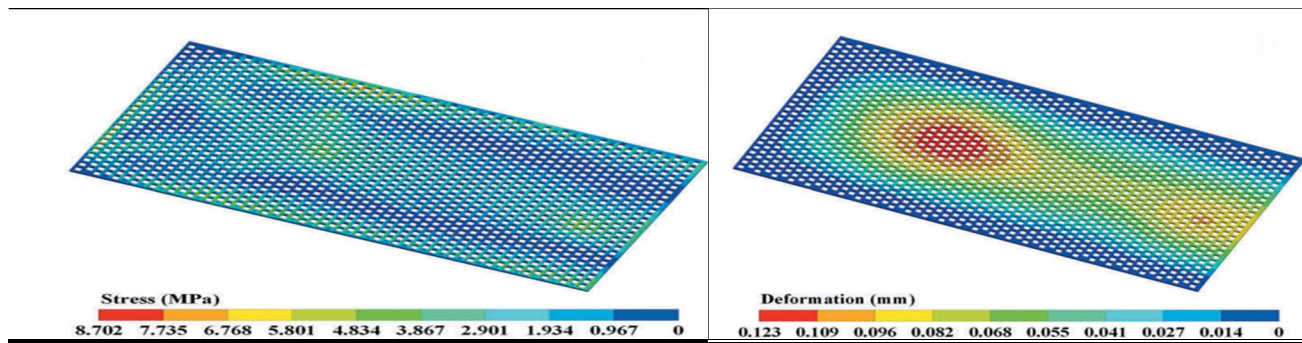 Stress (MPa)
8.702 7.735 6.768 5.801 4.834 3.867 2.901 1.934 0.967 0
Deformation (mm)
0.123 0.109 0.096 0.082 0.068 0.055 0.041 0.027 0.014 0